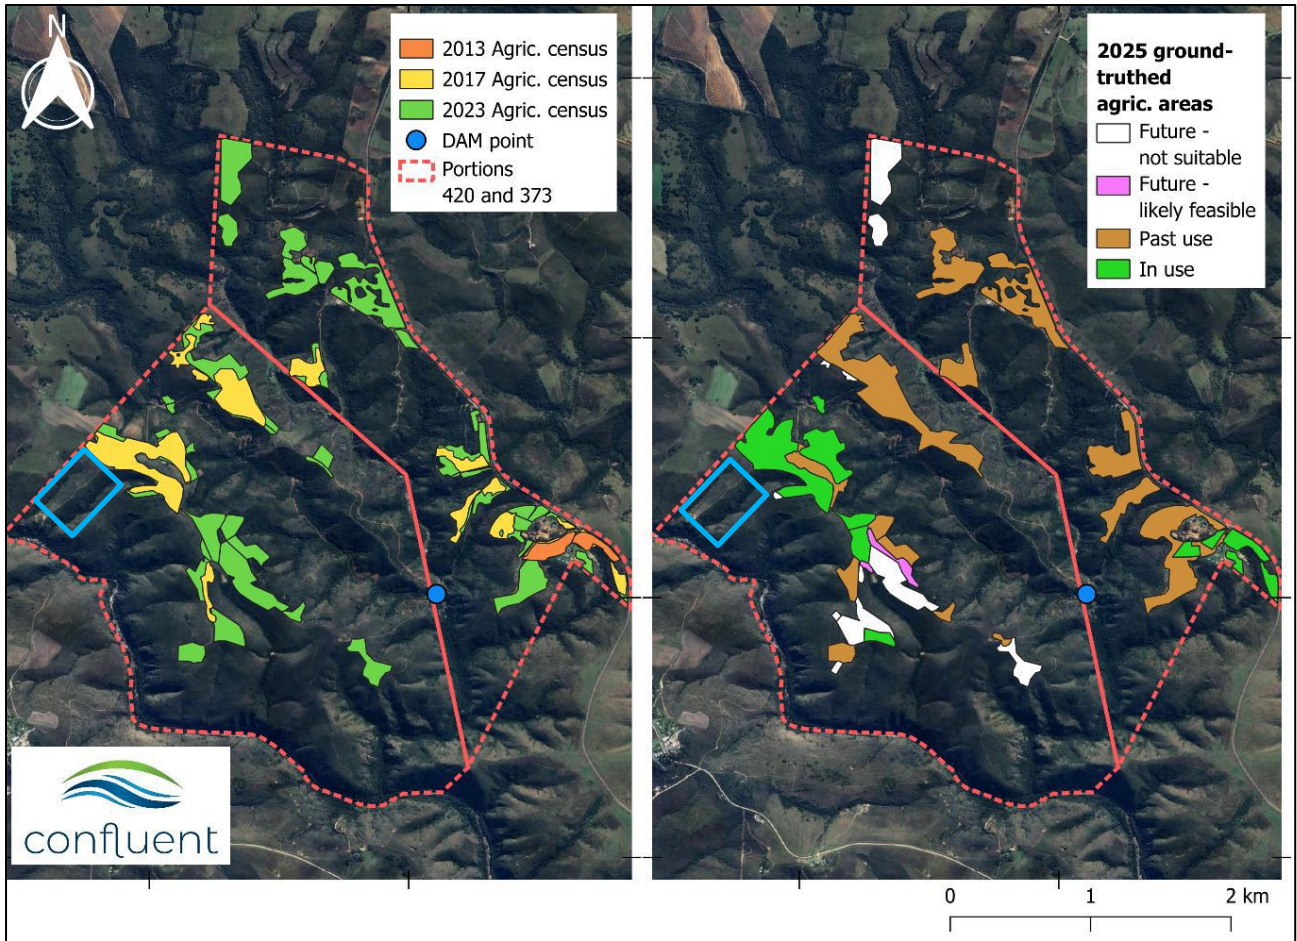 N
2013 Agric. census
2017 Agric. census
2023 Agric. census
DAM point
Portions
420 and 373
confluent
2025 ground-
truthed
agric. areas
Future -
not suitable
Future -
likely feasible
Past use
In use
0 1 2 km